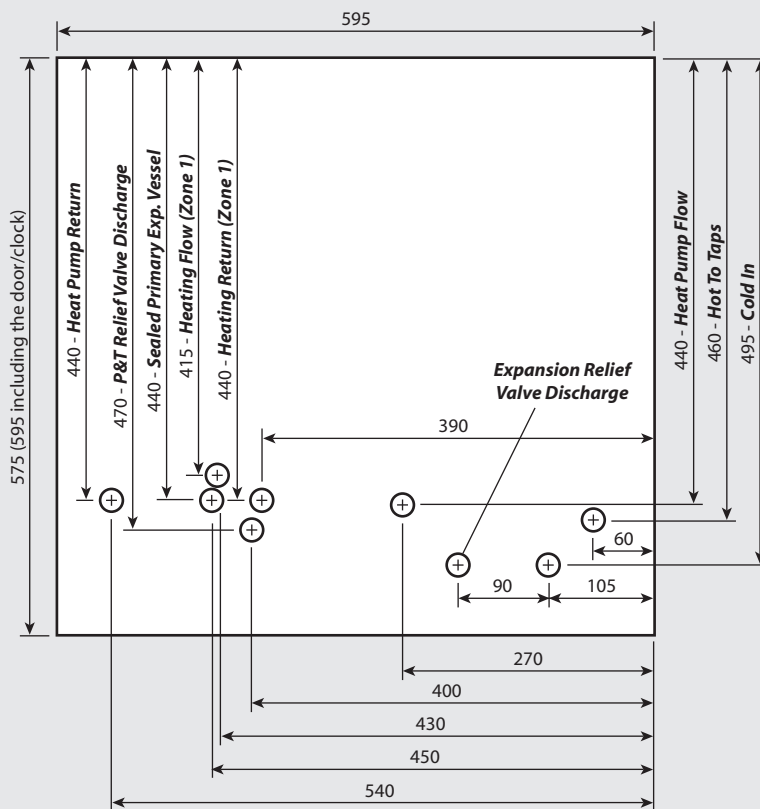 595
575 (595 including the door/clock)
440 - Heat Pump Return
470 - P&T Relief Valve Discharge
440 - Sealed Primary Exp. Vessel
415 - Heating Flow (Zone 1)
440 - Heating Return (Zone 1)
440 - Heat Pump Flow
460 - Hot To Taps
495 - Cold In
Expansion Relief
Valve Discharge
390
60
90
105
270
400
430
450
540